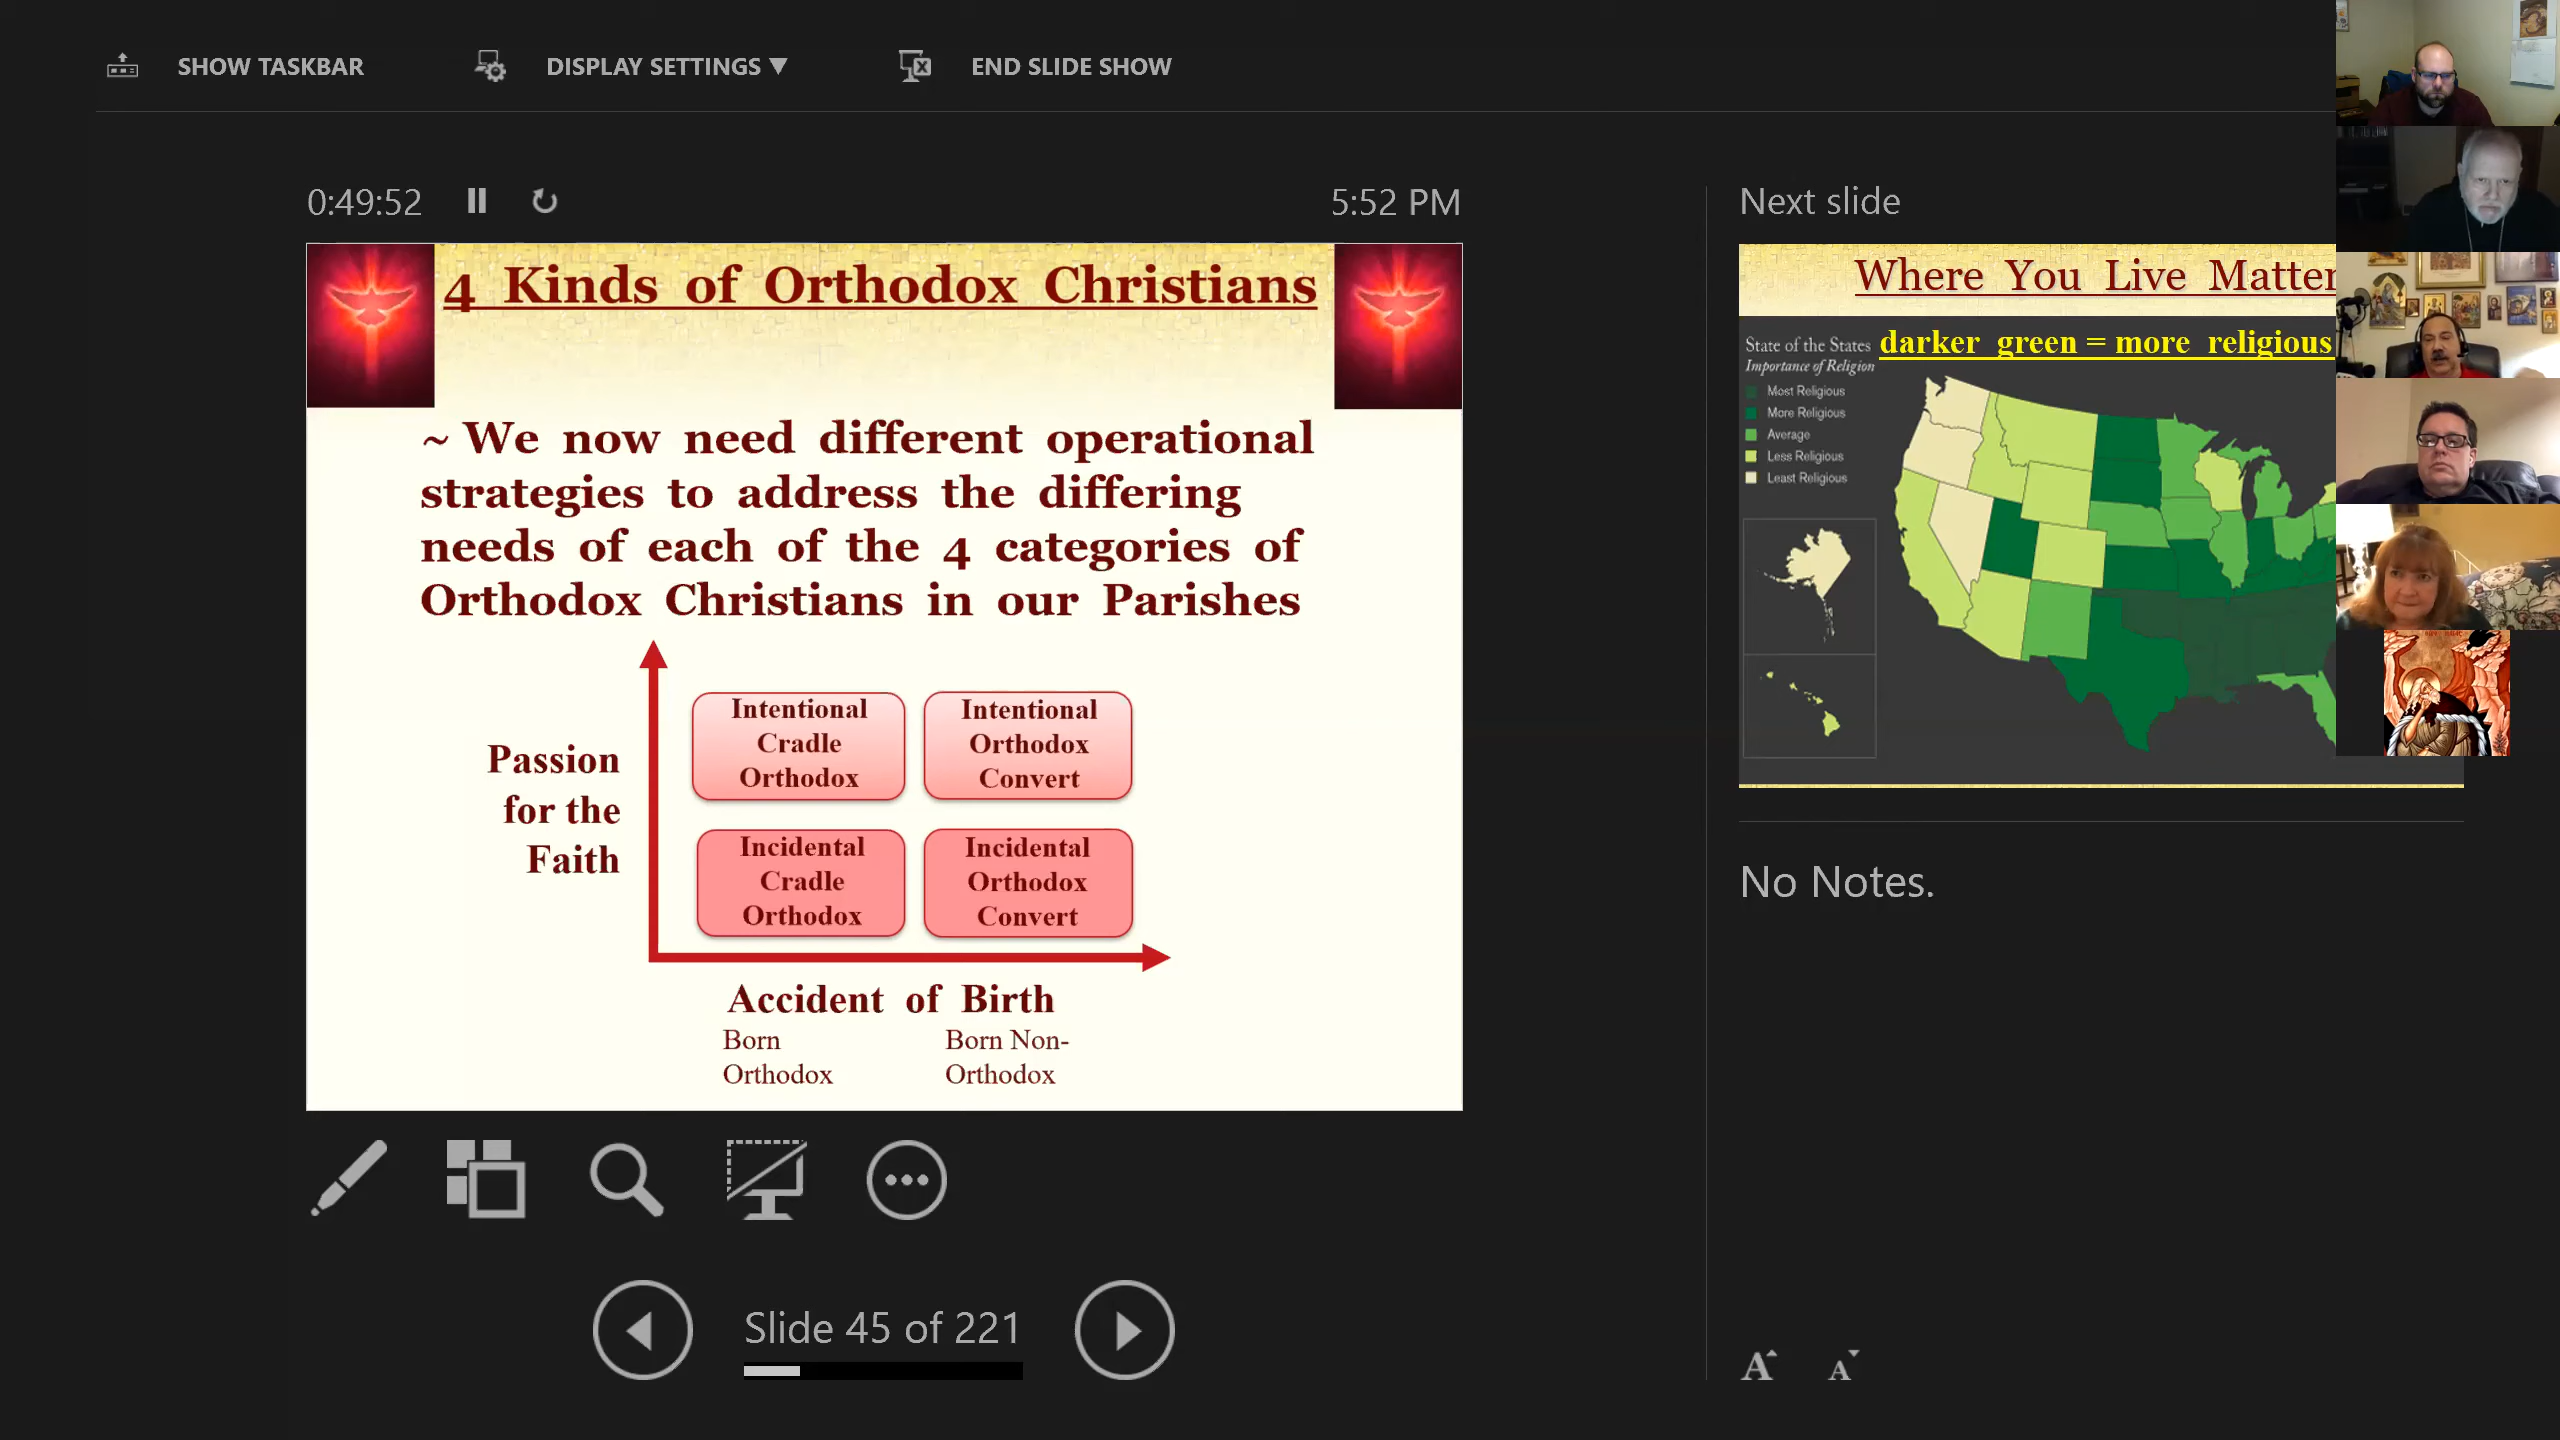 SHOW TASKBAR
DISPLAY SETTINGS ▼
END SLIDE SHOW
0:49:52
5:52 PM
4 Kinds of Orthodox Christians
~ We now need different operational
strategies to address the differing
needs of each of the 4 categories of
Orthodox Christians in our Parishes
Passion
for the
Faith
Intentional
Cradle
Orthodox
Intentional
Orthodox
Convert
Incidental
Cradle
Orthodox
Incidental
Orthodox
Convert
Accident of Birth
Born
Orthodox
Born Non-
Orthodox
Slide 45 of 221
Next slide
Where You Live Matter
darker green = more religious
State of the States
Importance of Religion
Most Religious
More Religious
Average
Less Religious
Least Religious
No Notes.
A A